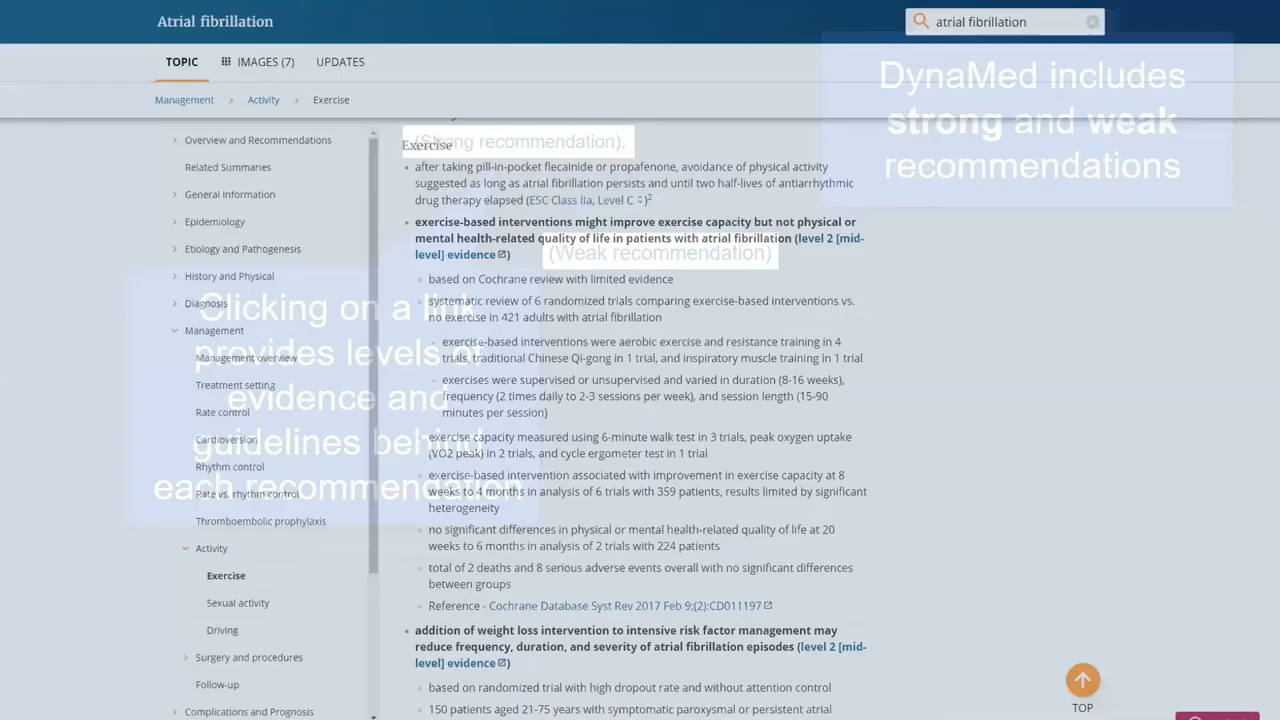 Atrial fibrillation
atrial fibrillation
TOPIC
IMAGES (7)
UPDATES
DynaMed includes
strong and weak
recommendations
Management > Activity > Exercise
Overview and Recommendations
Related Summaries
General Information
Epidemiology
Etiology and Pathogenesis
History and Physical
Diagnosis
Management
Management overview
Treatment setting
Rate control
Cardioversion
Rhythm control
Rate vs. rhythm control
Thromboembolic prophylaxis
Activity
Exercise
Sexual activity
Driving
Surgery and procedures
Follow-up
Complications and Prognosis
Clicking on a link
provides levels of
evidence and
guidelines behind
each recommendation
(Strong recommendation).
Exercise
after taking pill-in-pocket flecainide or propafenone, avoidance of physical activity
suggested as long as atrial fibrillation persists and until two half-lives of antiarrhythmic
drug therapy elapsed (ESC Class IIa, Level C)2
exercise-based interventions might improve exercise capacity but not physical or
mental health-related quality of life in patients with atrial fibrillation (level 2 [mid-
level] evidence)
(Weak recommendation)
based on Cochrane review with limited evidence
systematic review of 6 randomized trials comparing exercise-based interventions vs.
no exercise in 421 adults with atrial fibrillation
exercise-based interventions were aerobic exercise and resistance training in 4
trials, traditional Chinese Qi-gong in 1 trial, and inspiratory muscle training in 1 trial
exercises were supervised or unsupervised and varied in duration (8-16 weeks),
frequency (2 times daily to 2-3 sessions per week), and session length (15-90
minutes per session)
exercise capacity measured using 6-minute walk test in 3 trials, peak oxygen uptake
(VO2 peak) in 2 trials, and cycle ergometer test in 1 trial
exercise-based intervention associated with improvement in exercise capacity at 8
weeks to 4 months in analysis of 6 trials with 359 patients, results limited by significant
heterogeneity
no significant differences in physical or mental health-related quality of life at 20
weeks to 6 months in analysis of 2 trials with 224 patients
total of 2 deaths and 8 serious adverse events overall with no significant differences
between groups
Reference - Cochrane Database Syst Rev 2017 Feb 9;(2):CD011197
addition of weight loss intervention to intensive risk factor management may
reduce frequency, duration, and severity of atrial fibrillation episodes (level 2 [mid-
level] evidence)
based on randomized trial with high dropout rate and without attention control
150 patients aged 21-75 years with symptomatic paroxysmal or persistent atrial
TOP